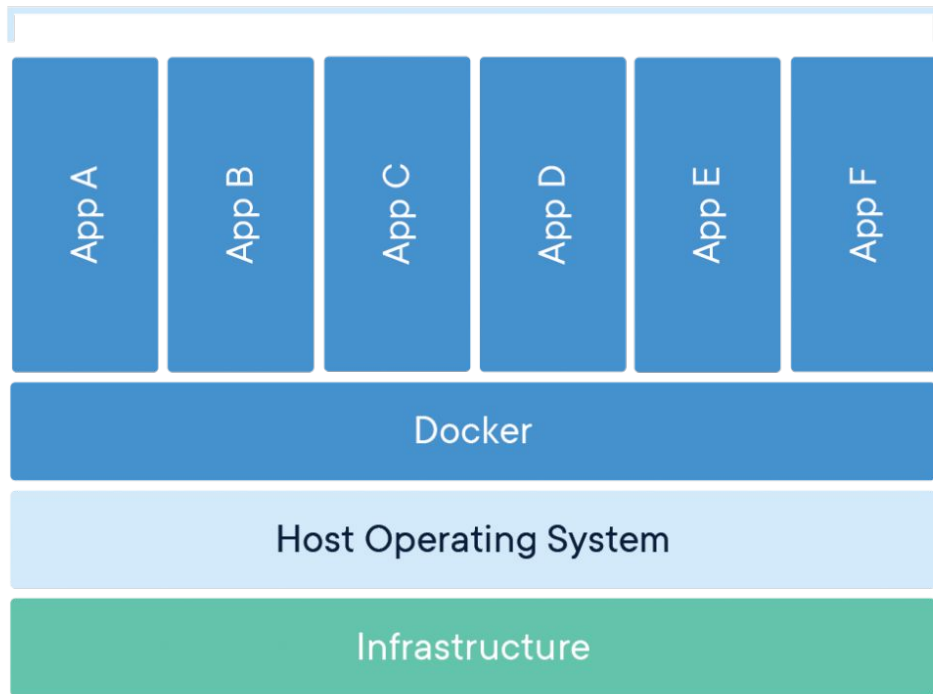 App A
App B
App C
App D
App E
App F
Docker
Host Operating System
Infrastructure